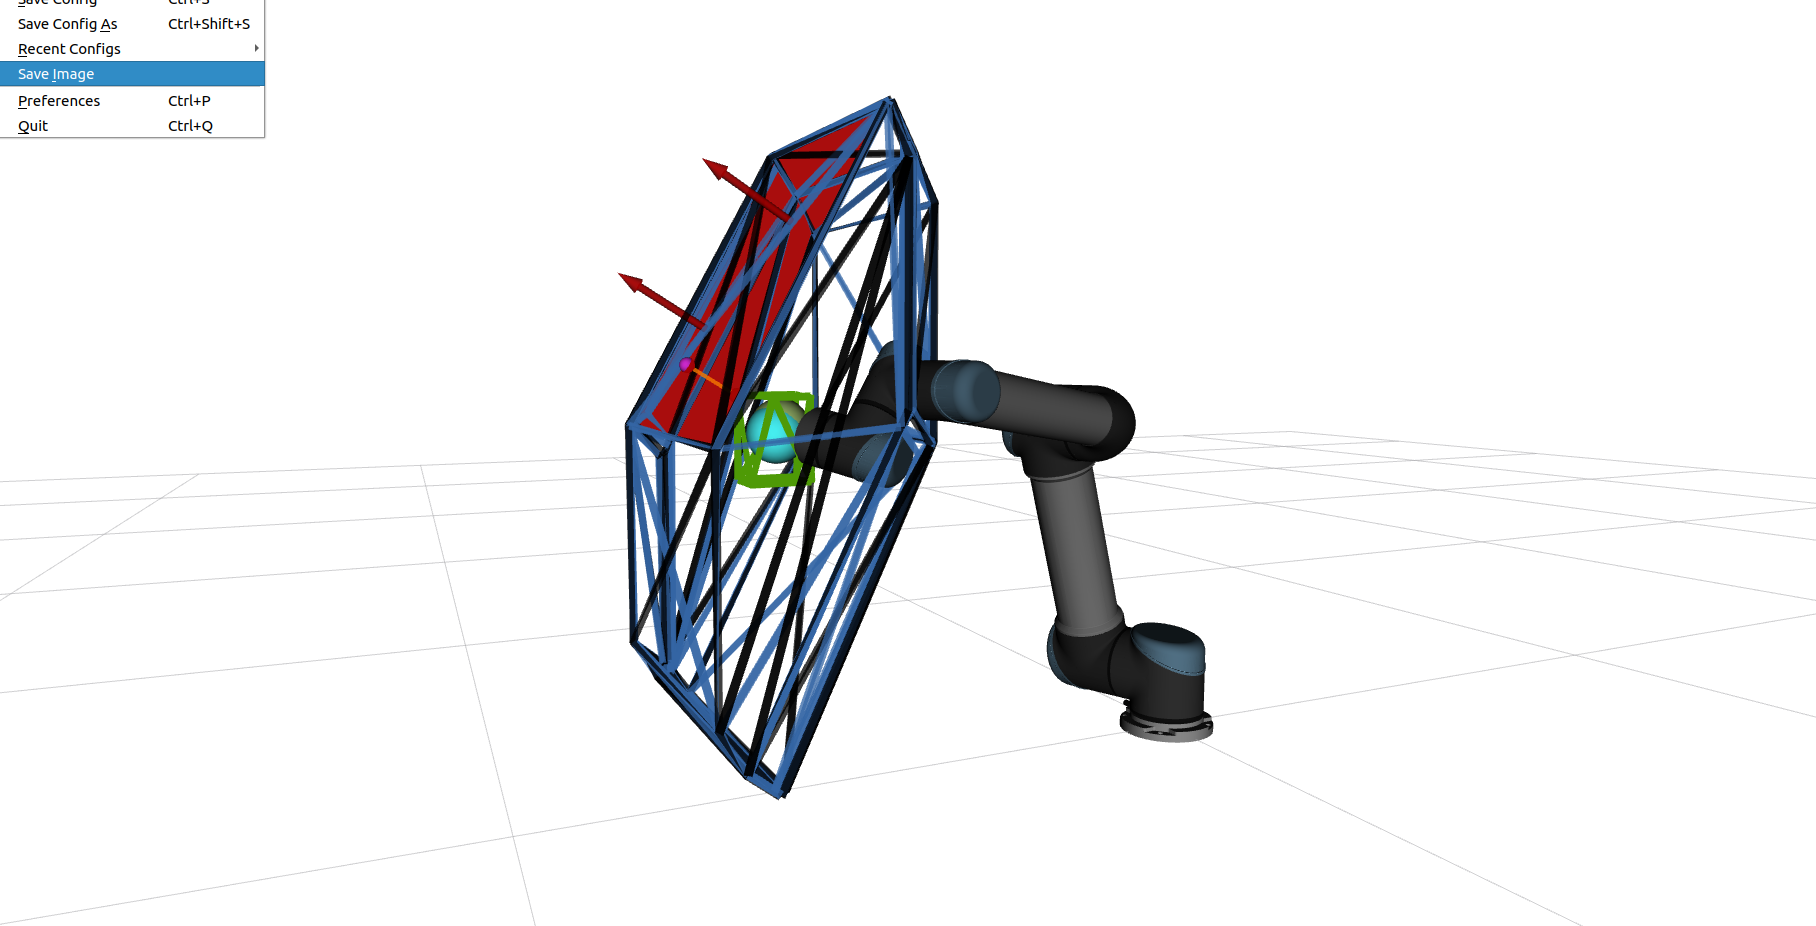 Save Config Ctrl+S
Save Config As Ctrl+Shift+S
Recent Configs
Save Image
Preferences Ctrl+P
Quit Ctrl+Q